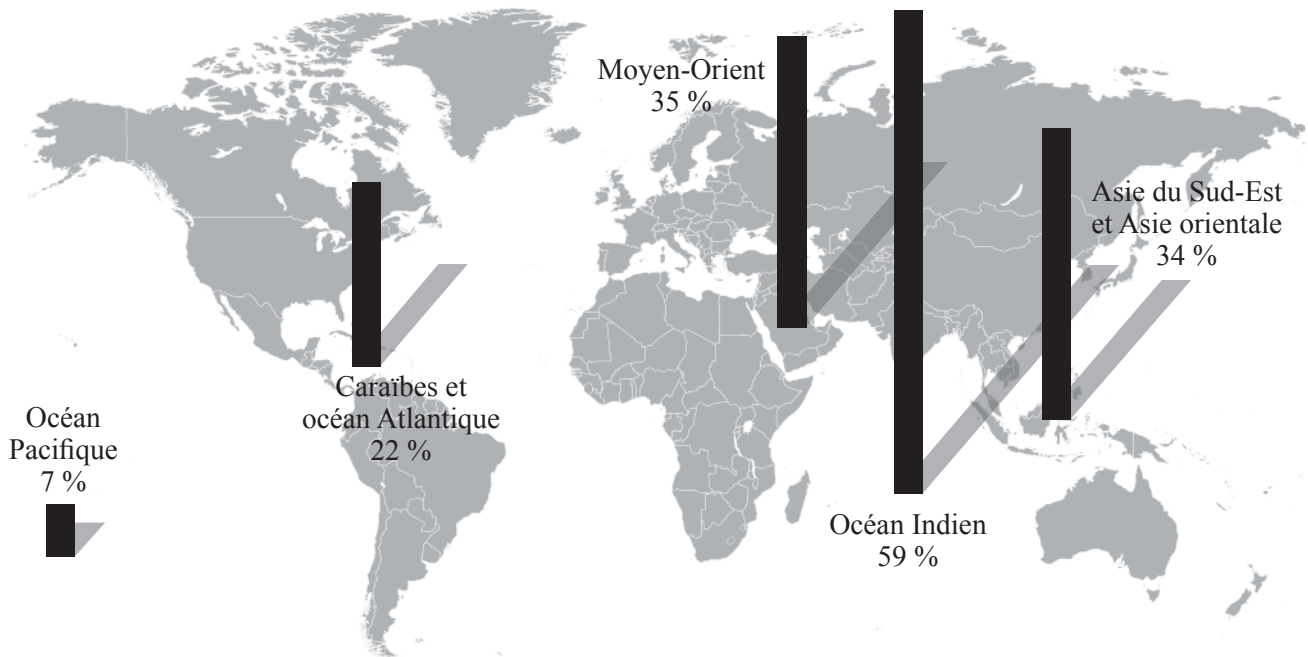 Moyen-Orient
35 %
Asie du Sud-Est
et Asie orientale
34 %
Caraïbes et
océan Atlantique
22 %
Océan
Pacifique
7 %
Océan Indien
59 %